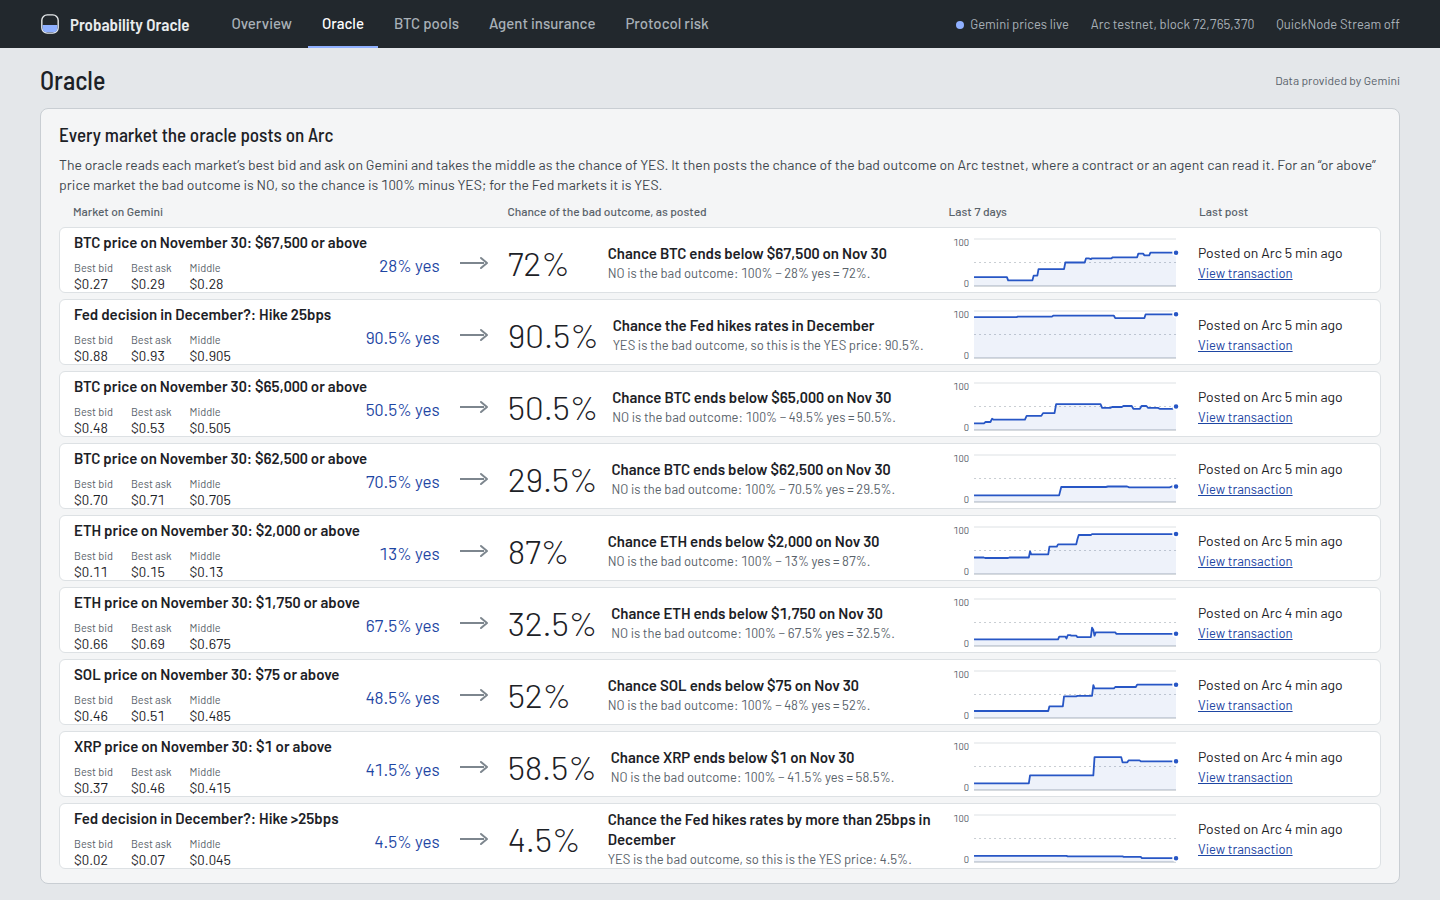 Probability Oracle Overview Oracle BTC pools Agent insurance Protocol risk Gemini prices live Arc testnet, block 72,765,370 QuickNode Stream off
Oracle Data provided by Gemini
Every market the oracle posts on Arc
The oracle reads each market’s best bid and ask on Gemini and takes the middle as the chance of YES. It then posts the chance of the bad outcome on Arc testnet, where a contract or an agent can read it. For an “or above”
price market the bad outcome is NO, so the chance is 100% minus YES; for the Fed markets it is YES.
Market on Gemini Chance of the bad outcome, as posted Last 7 days Last post
BTC price on November 30: $67,500 or above
Best bid Best ask Middle
$0.27 $0.29 $0.28
28% yes
72%
Chance BTC ends below $67,500 on Nov 30
NO is the bad outcome: 100% − 28% yes = 72%.
100
0
Posted on Arc 5 min ago
View transaction
Fed decision in December?: Hike 25bps
Best bid Best ask Middle
$0.88 $0.93 $0.905
90.5% yes
90.5%
Chance the Fed hikes rates in December
YES is the bad outcome, so this is the YES price: 90.5%.
100
0
Posted on Arc 5 min ago
View transaction
BTC price on November 30: $65,000 or above
Best bid Best ask Middle
$0.48 $0.53 $0.505
50.5% yes
50.5%
Chance BTC ends below $65,000 on Nov 30
NO is the bad outcome: 100% − 49.5% yes = 50.5%.
100
0
Posted on Arc 5 min ago
View transaction
BTC price on November 30: $62,500 or above
Best bid Best ask Middle
$0.70 $0.71 $0.705
70.5% yes
29.5%
Chance BTC ends below $62,500 on Nov 30
NO is the bad outcome: 100% − 70.5% yes = 29.5%.
100
0
Posted on Arc 5 min ago
View transaction
ETH price on November 30: $2,000 or above
Best bid Best ask Middle
$0.11 $0.15 $0.13
13% yes
87%
Chance ETH ends below $2,000 on Nov 30
NO is the bad outcome: 100% − 13% yes = 87%.
100
0
Posted on Arc 5 min ago
View transaction
ETH price on November 30: $1,750 or above
Best bid Best ask Middle
$0.66 $0.69 $0.675
67.5% yes
32.5%
Chance ETH ends below $1,750 on Nov 30
NO is the bad outcome: 100% − 67.5% yes = 32.5%.
100
0
Posted on Arc 4 min ago
View transaction
SOL price on November 30: $75 or above
Best bid Best ask Middle
$0.46 $0.51 $0.485
48.5% yes
52%
Chance SOL ends below $75 on Nov 30
NO is the bad outcome: 100% − 48% yes = 52%.
100
0
Posted on Arc 4 min ago
View transaction
XRP price on November 30: $1 or above
Best bid Best ask Middle
$0.37 $0.46 $0.415
41.5% yes
58.5%
Chance XRP ends below $1 on Nov 30
NO is the bad outcome: 100% − 41.5% yes = 58.5%.
100
0
Posted on Arc 4 min ago
View transaction
Fed decision in December?: Hike >25bps
Best bid Best ask Middle
$0.02 $0.07 $0.045
4.5% yes
4.5%
Chance the Fed hikes rates by more than 25bps in
December
YES is the bad outcome, so this is the YES price: 4.5%.
100
0
Posted on Arc 4 min ago
View transaction